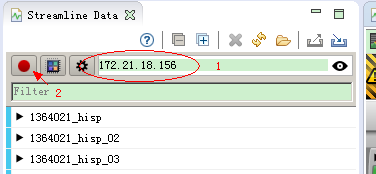 Streamline Data
172.21.18.156 1
Filter 2
1364021_hisp
1364021_hisp_02
1364021_hisp_03